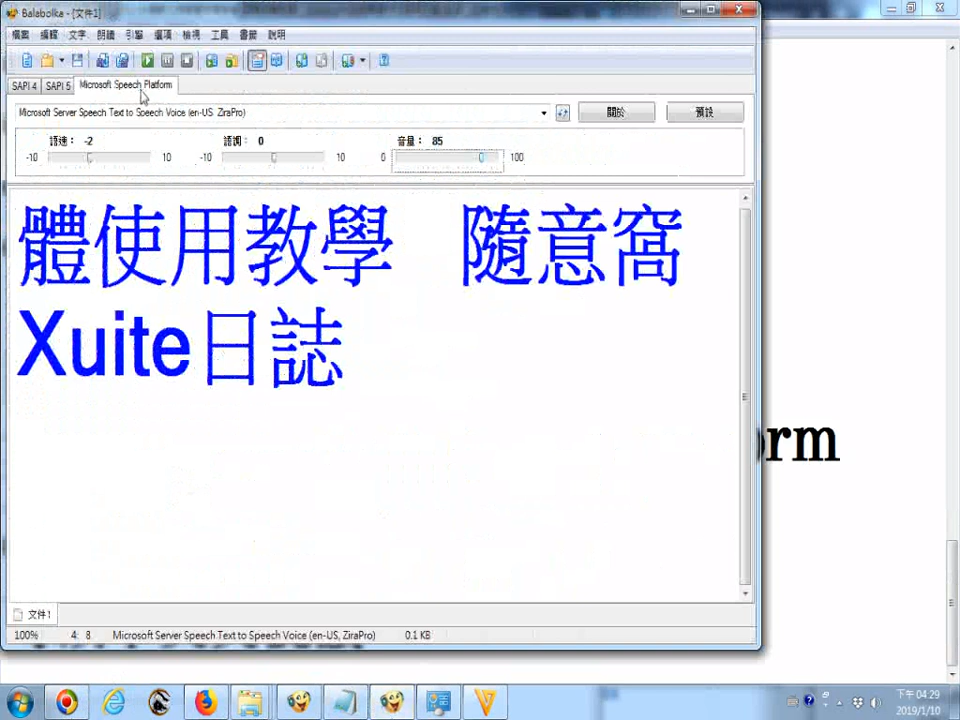 Balabolka - [文件1]
檔案 編輯 文字 朗讀 引擎 選項 檢視 工具 書籤 說明
SAPI 4 SAPI 5 Microsoft Speech Platform
Microsoft Server Speech Text to Speech Voice (en-US, ZiraPro) 關於 預設
語速： -2 語調： 0 音量： 85
-10 10 -10 10 0 100
體使用教學 隨意窩
Xuite日誌
orm
文件1
100% 4: 8 Microsoft Server Speech Text to Speech Voice (en-US, ZiraPro) 0.1 KB
下午 04:29
2019/1/10